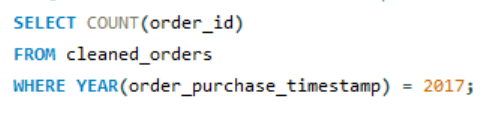 SELECT COUNT(order_id)
FROM cleaned_orders
WHERE YEAR(order_purchase_timestamp) = 2017;